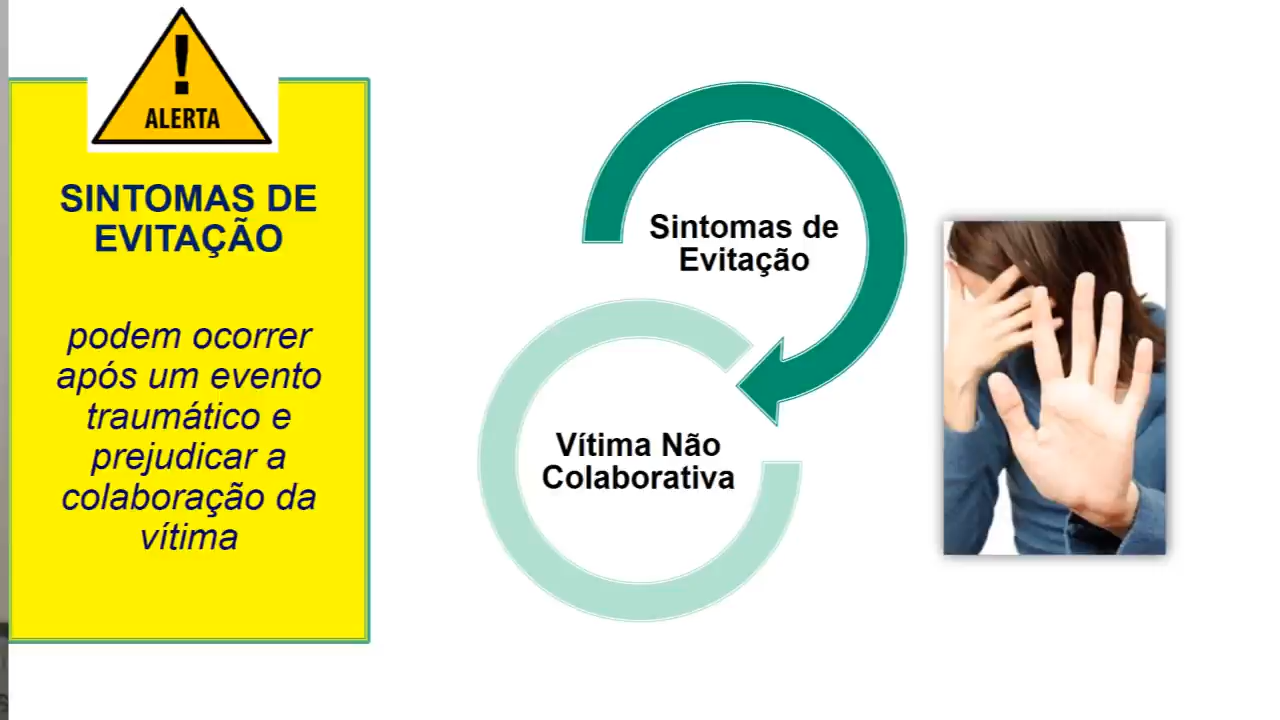 ALERTA
SINTOMAS DE
EVITAÇÃO
podem ocorrer
após um evento
traumático e
prejudicar a
colaboração da
vítima
Sintomas de
Evitação
Vítima Não
Colaborativa